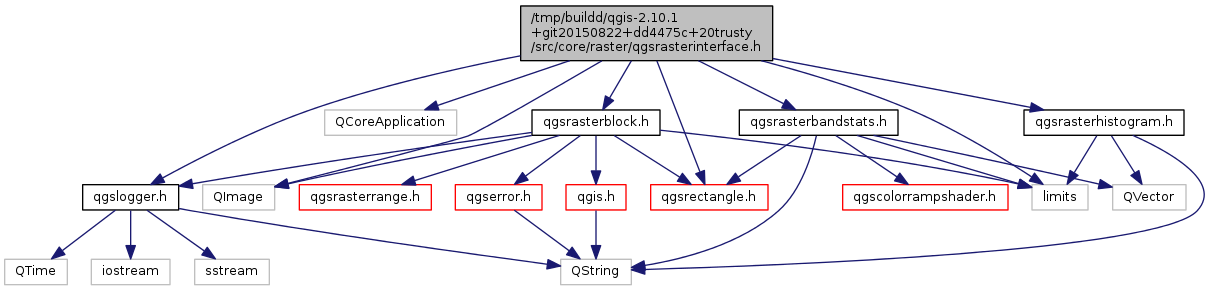 /tmp/buildd/qgis-2.10.1
+git20150822+dd4475c+20trusty
/src/core/raster/qgsrasterinterface.h
QCoreApplication
qgsrasterblock.h
qgsrasterbandstats.h
qgsrasterhistogram.h
qgslogger.h
QImage
qgsrasterrange.h
qgserror.h
qgis.h
qgsrectangle.h
qgscolorrampshader.h
limits
QVector
QTime
iostream
sstream
QString